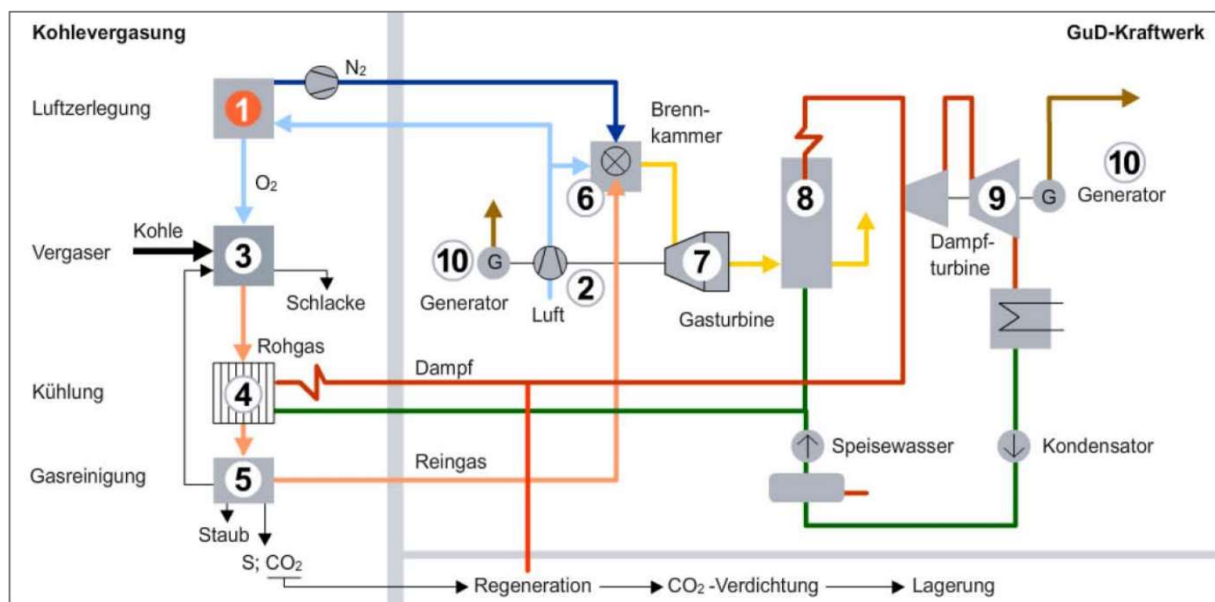 Kohlevergasung
GuD-Kraftwerk
N2
Luftzerlegung
1
Brenn-
kammer
O2
6
8
9
10
G
Generator
Kohle
Vergaser
3
10
G
Generator
2
Luft
7
Gasturbine
Dampf-
turbine
Schlacke
Rohgas
Dampf
Kühlung
4
Speisewasser
Kondensator
Gasreinigung
5
Reingas
Staub
S; CO2
Regeneration
CO2 -Verdichtung
Lagerung